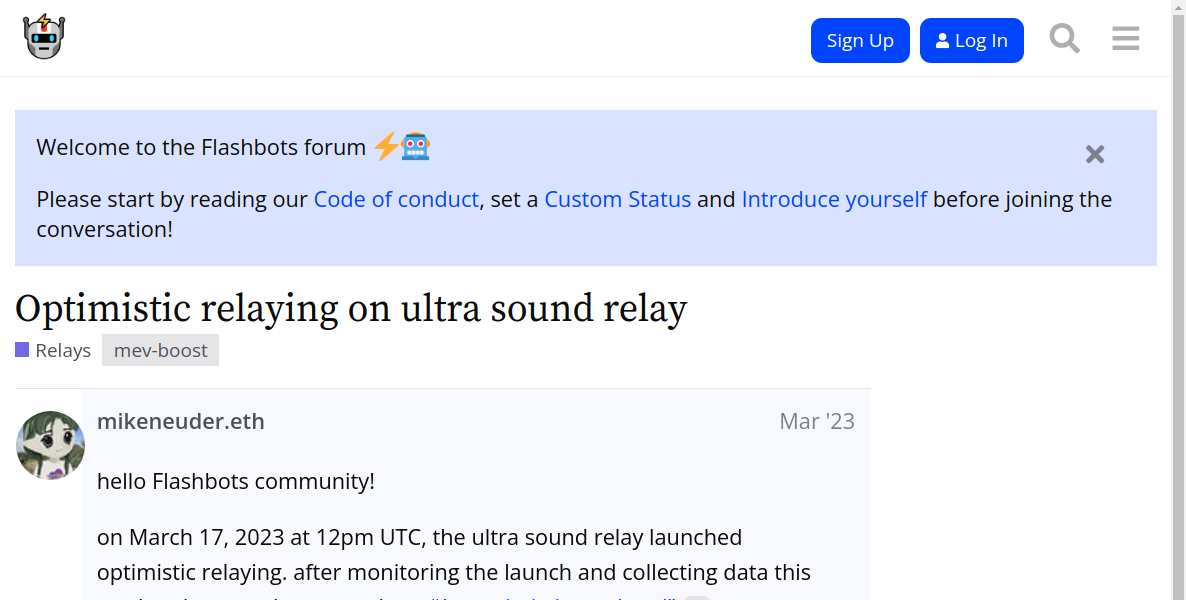 Sign Up
Log In
Welcome to the Flashbots forum
Please start by reading our Code of conduct, set a Custom Status and Introduce yourself before joining the
conversation!
Optimistic relaying on ultra sound relay
Relays
mev-boost
mikeneuder.eth
Mar '23
hello Flashbots community!
on March 17, 2023 at 12pm UTC, the ultra sound relay launched
optimistic relaying. after monitoring the launch and collecting data this